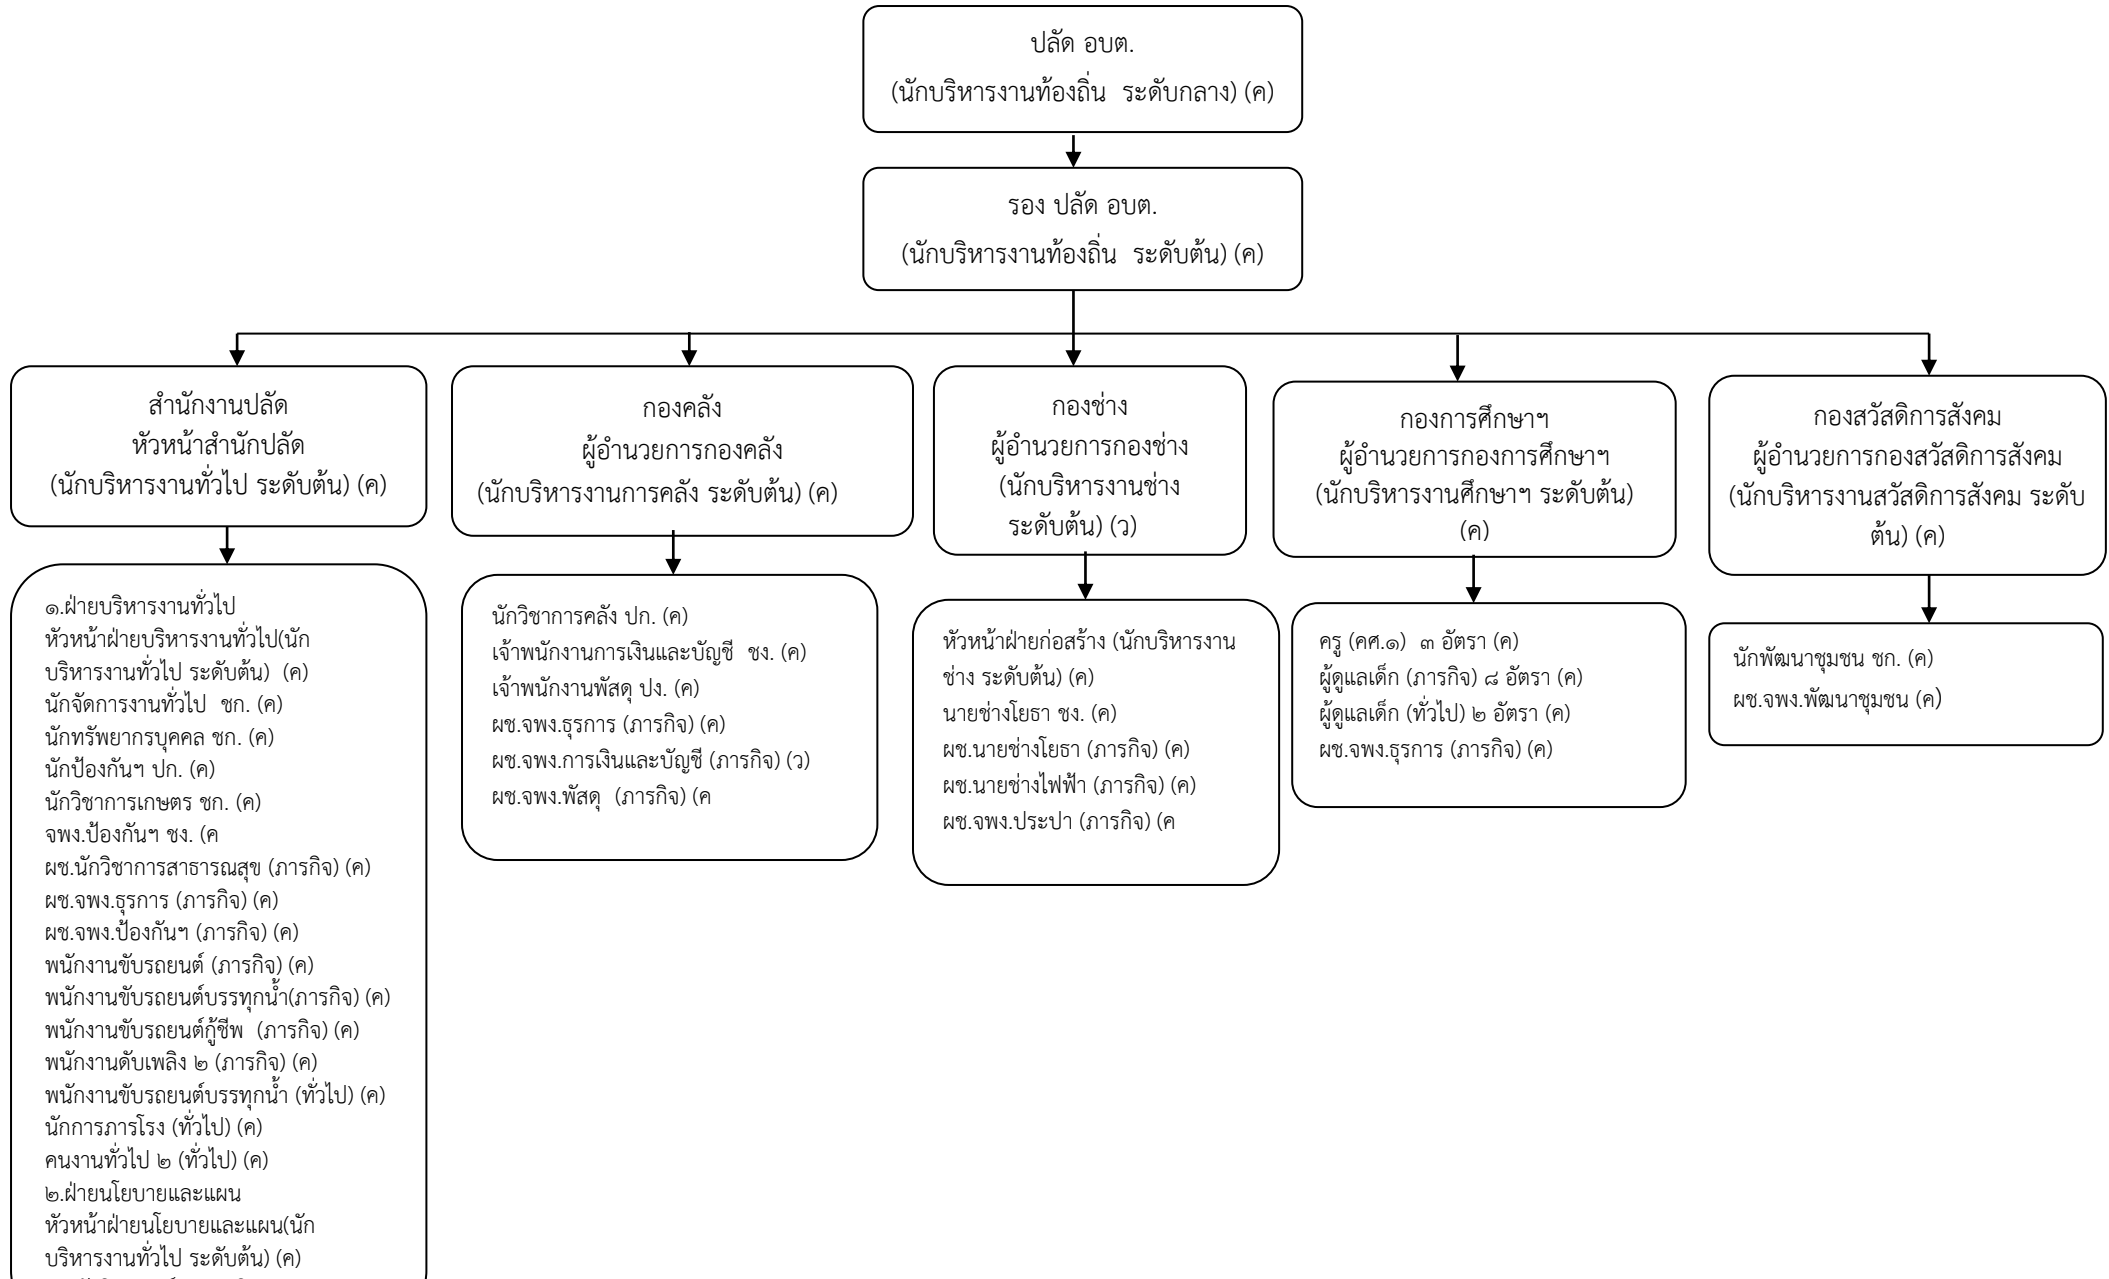 ปลัด อบต.
(นักบริหารงานท้องถิ่น  ระดับกลาง) (ค)
รอง ปลัด อบต.
(นักบริหารงานท้องถิ่น  ระดับต้น) (ค)
สำนักงานปลัด
หัวหน้าสำนักปลัด
(นักบริหารงานทั่วไป ระดับต้น) (ค)
กองคลัง
ผู้อำนวยการกองคลัง
(นักบริหารงานการคลัง ระดับต้น) (ค)
กองช่าง
ผู้อำนวยการกองช่าง
(นักบริหารงานช่าง
ระดับต้น) (ว)
กองการศึกษาฯ
ผู้อำนวยการกองการศึกษาฯ
(นักบริหารงานศึกษาฯ ระดับต้น)
(ค)
กองสวัสดิการสังคม
ผู้อำนวยการกองสวัสดิการสังคม
(นักบริหารงานสวัสดิการสังคม ระดับ
ต้น) (ค)
๑.ฝ่ายบริหารงานทั่วไป
หัวหน้าฝ่ายบริหารงานทั่วไป(นัก
บริหารงานทั่วไป ระดับต้น)  (ค)
นักจัดการงานทั่วไป  ชก. (ค)
นักทรัพยากรบุคคล ชก. (ค)
นักป้องกันฯ ปก. (ค)
นักวิชาการเกษตร ชก. (ค)
จพง.ป้องกันฯ ชง. (ค
ผช.นักวิชาการสาธารณสุข (ภารกิจ) (ค)
ผช.จพง.ธุรการ (ภารกิจ) (ค)
ผช.จพง.ป้องกันฯ (ภารกิจ) (ค)
พนักงานขับรถยนต์ (ภารกิจ) (ค)
พนักงานขับรถยนต์บรรทุกน้ำ(ภารกิจ) (ค)
พนักงานขับรถยนต์กู้ชีพ  (ภารกิจ) (ค)
พนักงานดับเพลิง ๒ (ภารกิจ) (ค)
พนักงานขับรถยนต์บรรทุกน้ำ (ทั่วไป) (ค)
นักการภารโรง (ทั่วไป) (ค)
คนงานทั่วไป ๒ (ทั่วไป) (ค)
๒.ฝ่ายนโยบายและแผน
หัวหน้าฝ่ายนโยบายและแผน(นัก
บริหารงานทั่วไป ระดับต้น) (ค)
นักวิชาการคลัง ปก. (ค)
เจ้าพนักงานการเงินและบัญชี  ชง. (ค)
เจ้าพนักงานพัสดุ ปง. (ค)
ผช.จพง.ธุรการ (ภารกิจ) (ค)
ผช.จพง.การเงินและบัญชี (ภารกิจ) (ว)
ผช.จพง.พัสดุ  (ภารกิจ) (ค
หัวหน้าฝ่ายก่อสร้าง (นักบริหารงาน
ช่าง ระดับต้น) (ค)
นายช่างโยธา ชง. (ค)
ผช.นายช่างโยธา (ภารกิจ) (ค)
ผช.นายช่างไฟฟ้า (ภารกิจ) (ค)
ผช.จพง.ประปา (ภารกิจ) (ค
ครู (คศ.๑)  ๓ อัตรา (ค)
ผู้ดูแลเด็ก (ภารกิจ) ๘ อัตรา (ค)
ผู้ดูแลเด็ก (ทั่วไป) ๒ อัตรา (ค)
ผช.จพง.ธุรการ (ภารกิจ) (ค)
นักพัฒนาชุมชน ชก. (ค)
ผช.จพง.พัฒนาชุมชน (ค)